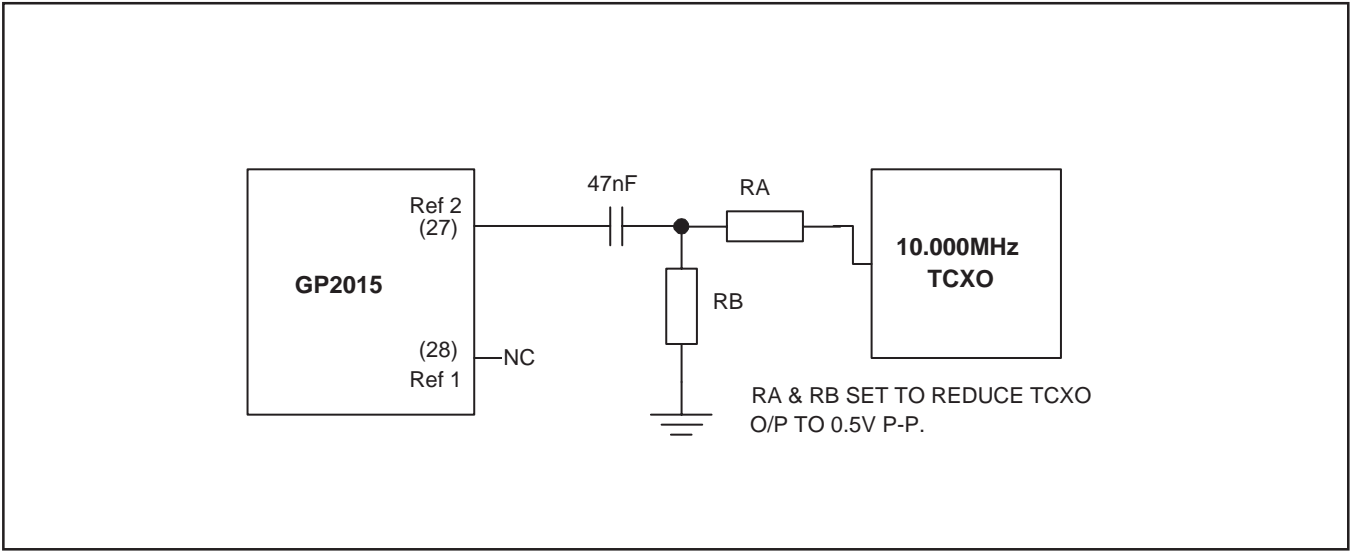 47nF
RA
Ref 2
(27)
10.000MHz
TCXO
GP2015
RB
(28)
NC
Ref 1
RA & RB SET TO REDUCE TCXO
O/P TO 0.5V P-P.